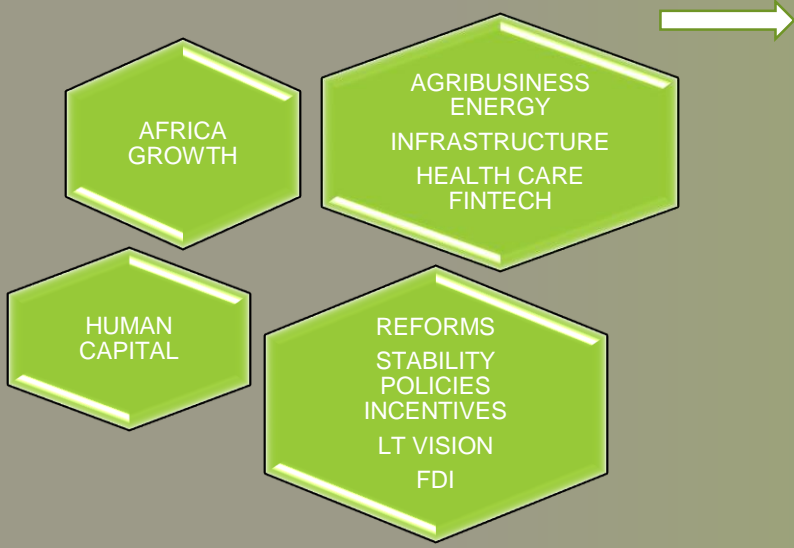 AFRICA
GROWTH
AGRIBUSINESS
ENERGY
INFRASTRUCTURE
HEALTH CARE
FINTECH
HUMAN
CAPITAL
REFORMS
STABILITY
POLICIES
INCENTIVES
LT VISION
FDI